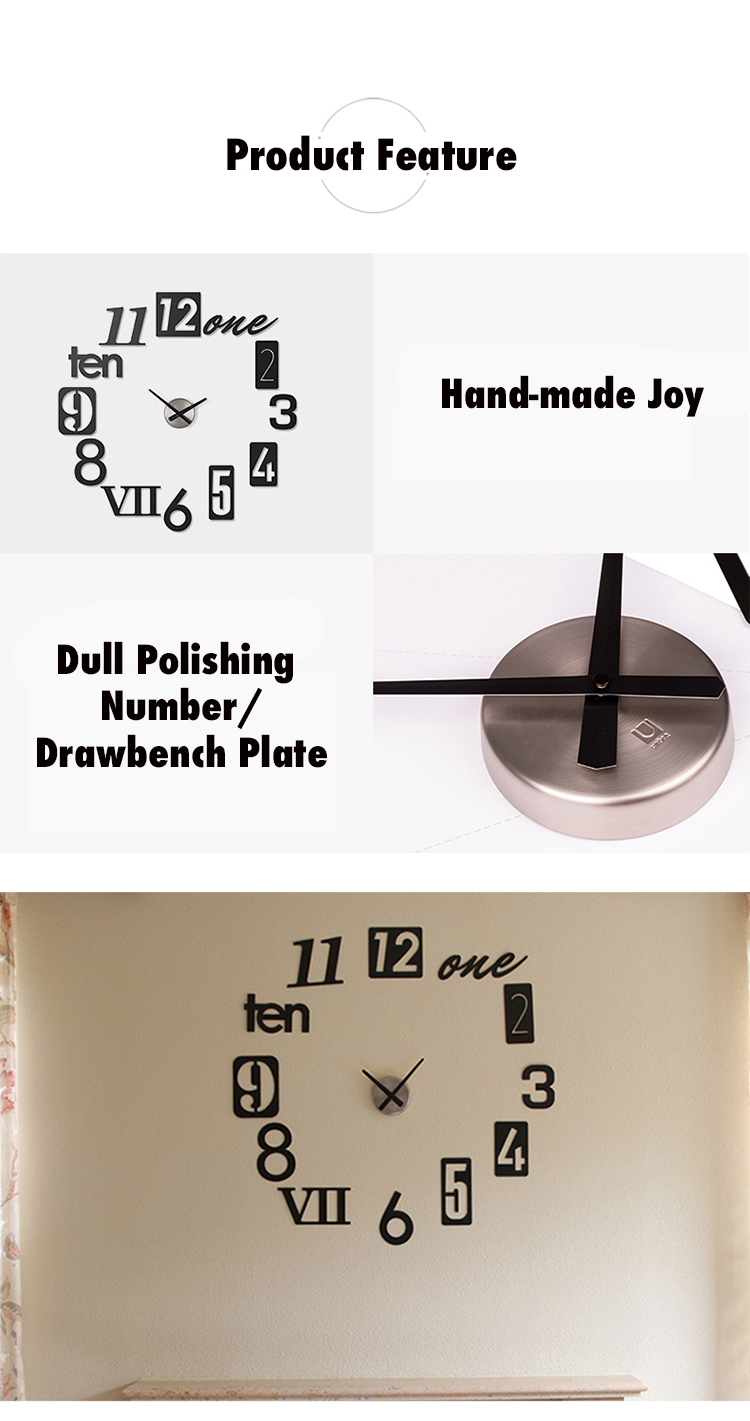 Product Feature
11 12 one
ten 2
9 3
8 4
VII 6 5
Hand-made Joy
Dull Polishing
Number/
Drawbench Plate
U
11 12 one
ten 2
9 3
8 4
VII 6 5